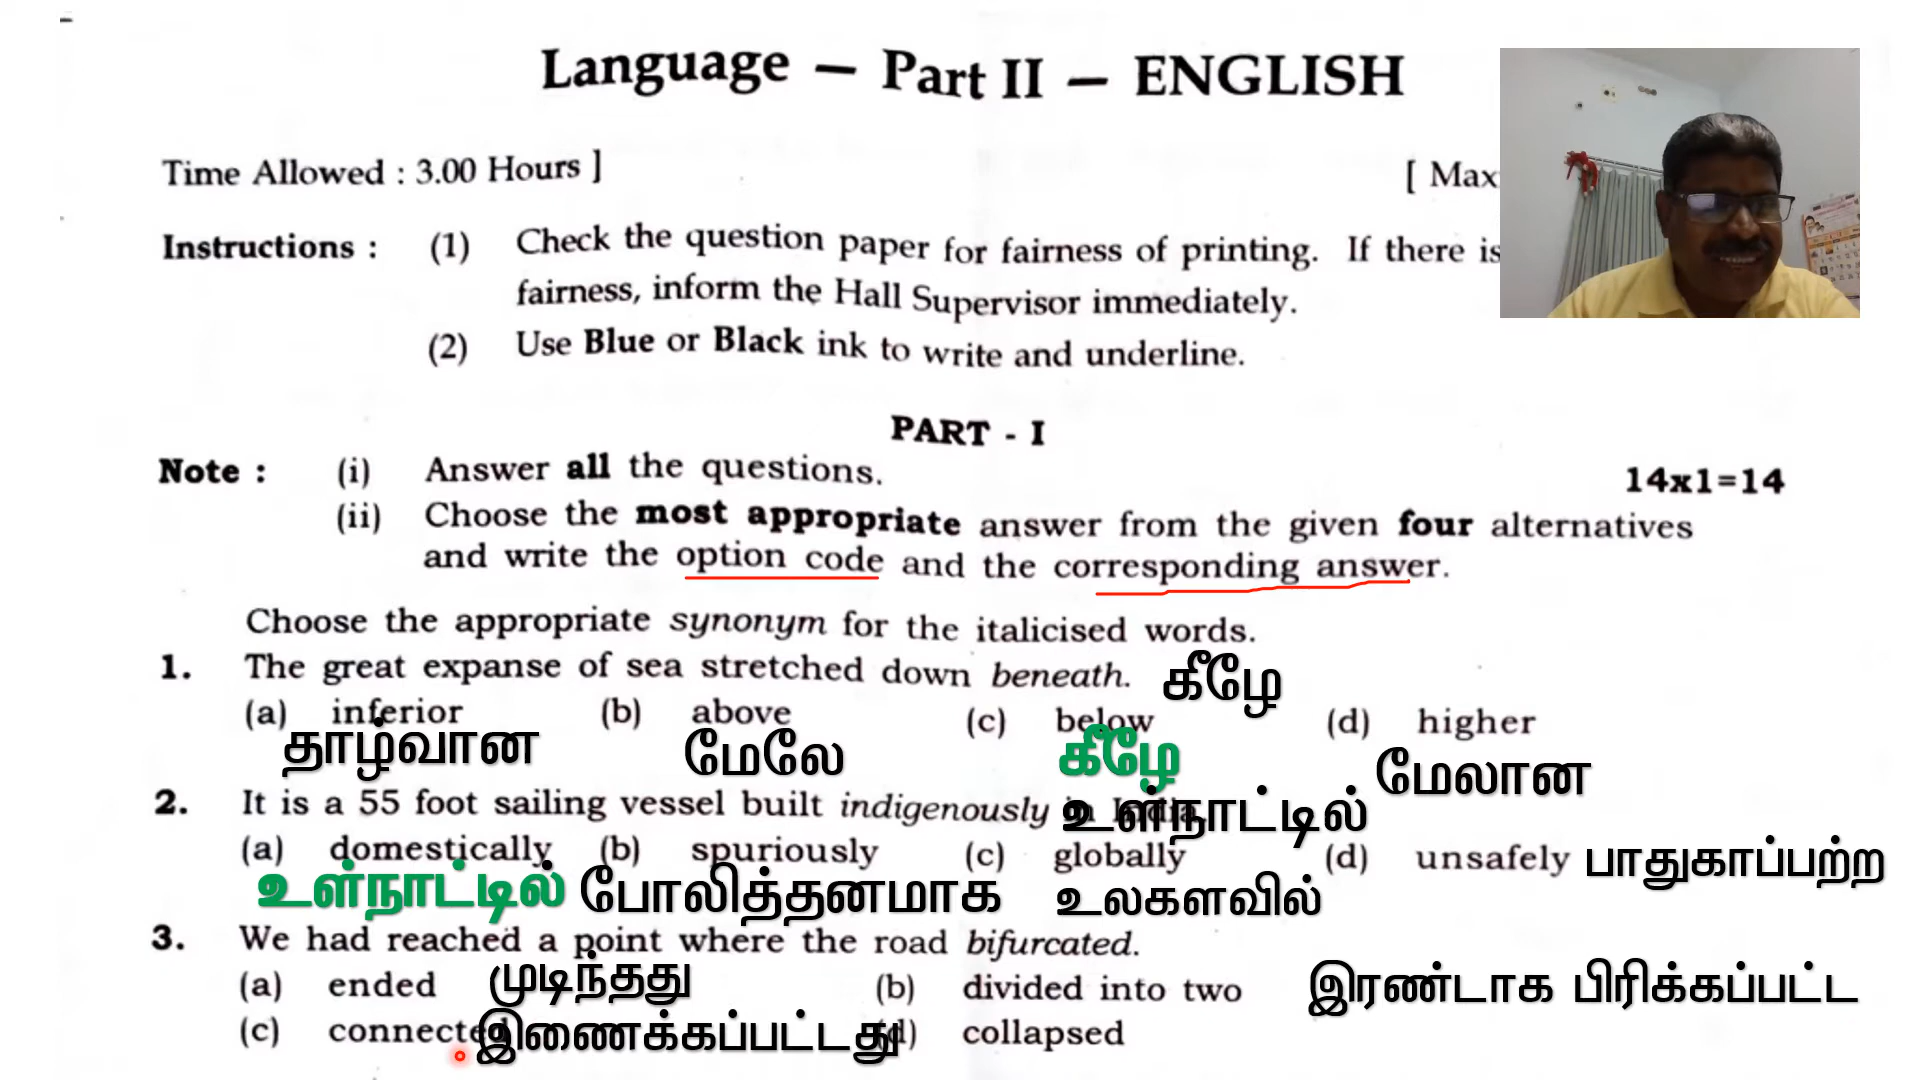 Language — Part II — ENGLISH
Time Allowed : 3.00 Hours ] [ Max
Instructions : (1) Check the question paper for fairness of printing. If there is
fairness, inform the Hall Supervisor immediately.
(2) Use Blue or Black ink to write and underline.
PART - I
Note : (i) Answer all the questions. 14x1=14
(ii) Choose the most appropriate answer from the given four alternatives
and write the option code and the corresponding answer.
Choose the appropriate synonym for the italicised words.
1. The great expanse of sea stretched down beneath. கீழே
(a) inferior (b) above (c) below (d) higher
தாழ்வான மேலே கீழே மேலான
2. It is a 55 foot sailing vessel built indigenously in India. உள்நாட்டில்
(a) domestically (b) spuriously (c) globally (d) unsafely பாதுகாப்பற்ற
உள்நாட்டில் போலித்தனமாக உலகளவில்
3. We had reached a point where the road bifurcated.
(a) ended முடிந்தது (b) divided into two இரண்டாக பிரிக்கப்பட்ட
(c) connected இணைக்கப்பட்டது (d) collapsed